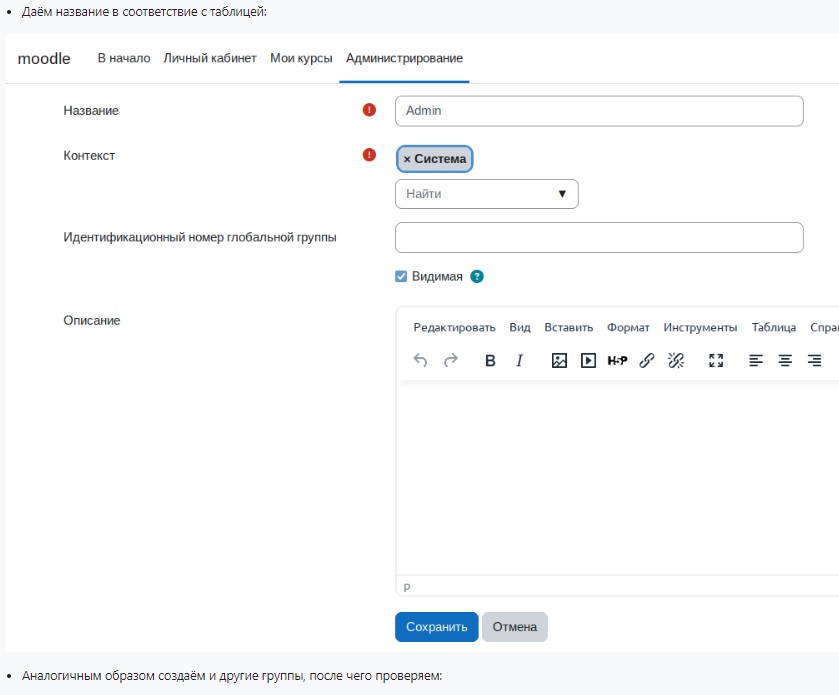 • Даём название в соответствие с таблицей:
moodle В начало Личный кабинет Мои курсы Администрирование
Название ! Admin
Контекст ! × Система
Найти ▼
Идентификационный номер глобальной группы
Видимая ?
Описание
Редактировать Вид Вставить Формат Инструменты Таблица Спра
B I H-P
p
Сохранить Отмена
• Аналогичным образом создаём и другие группы, после чего проверяем: